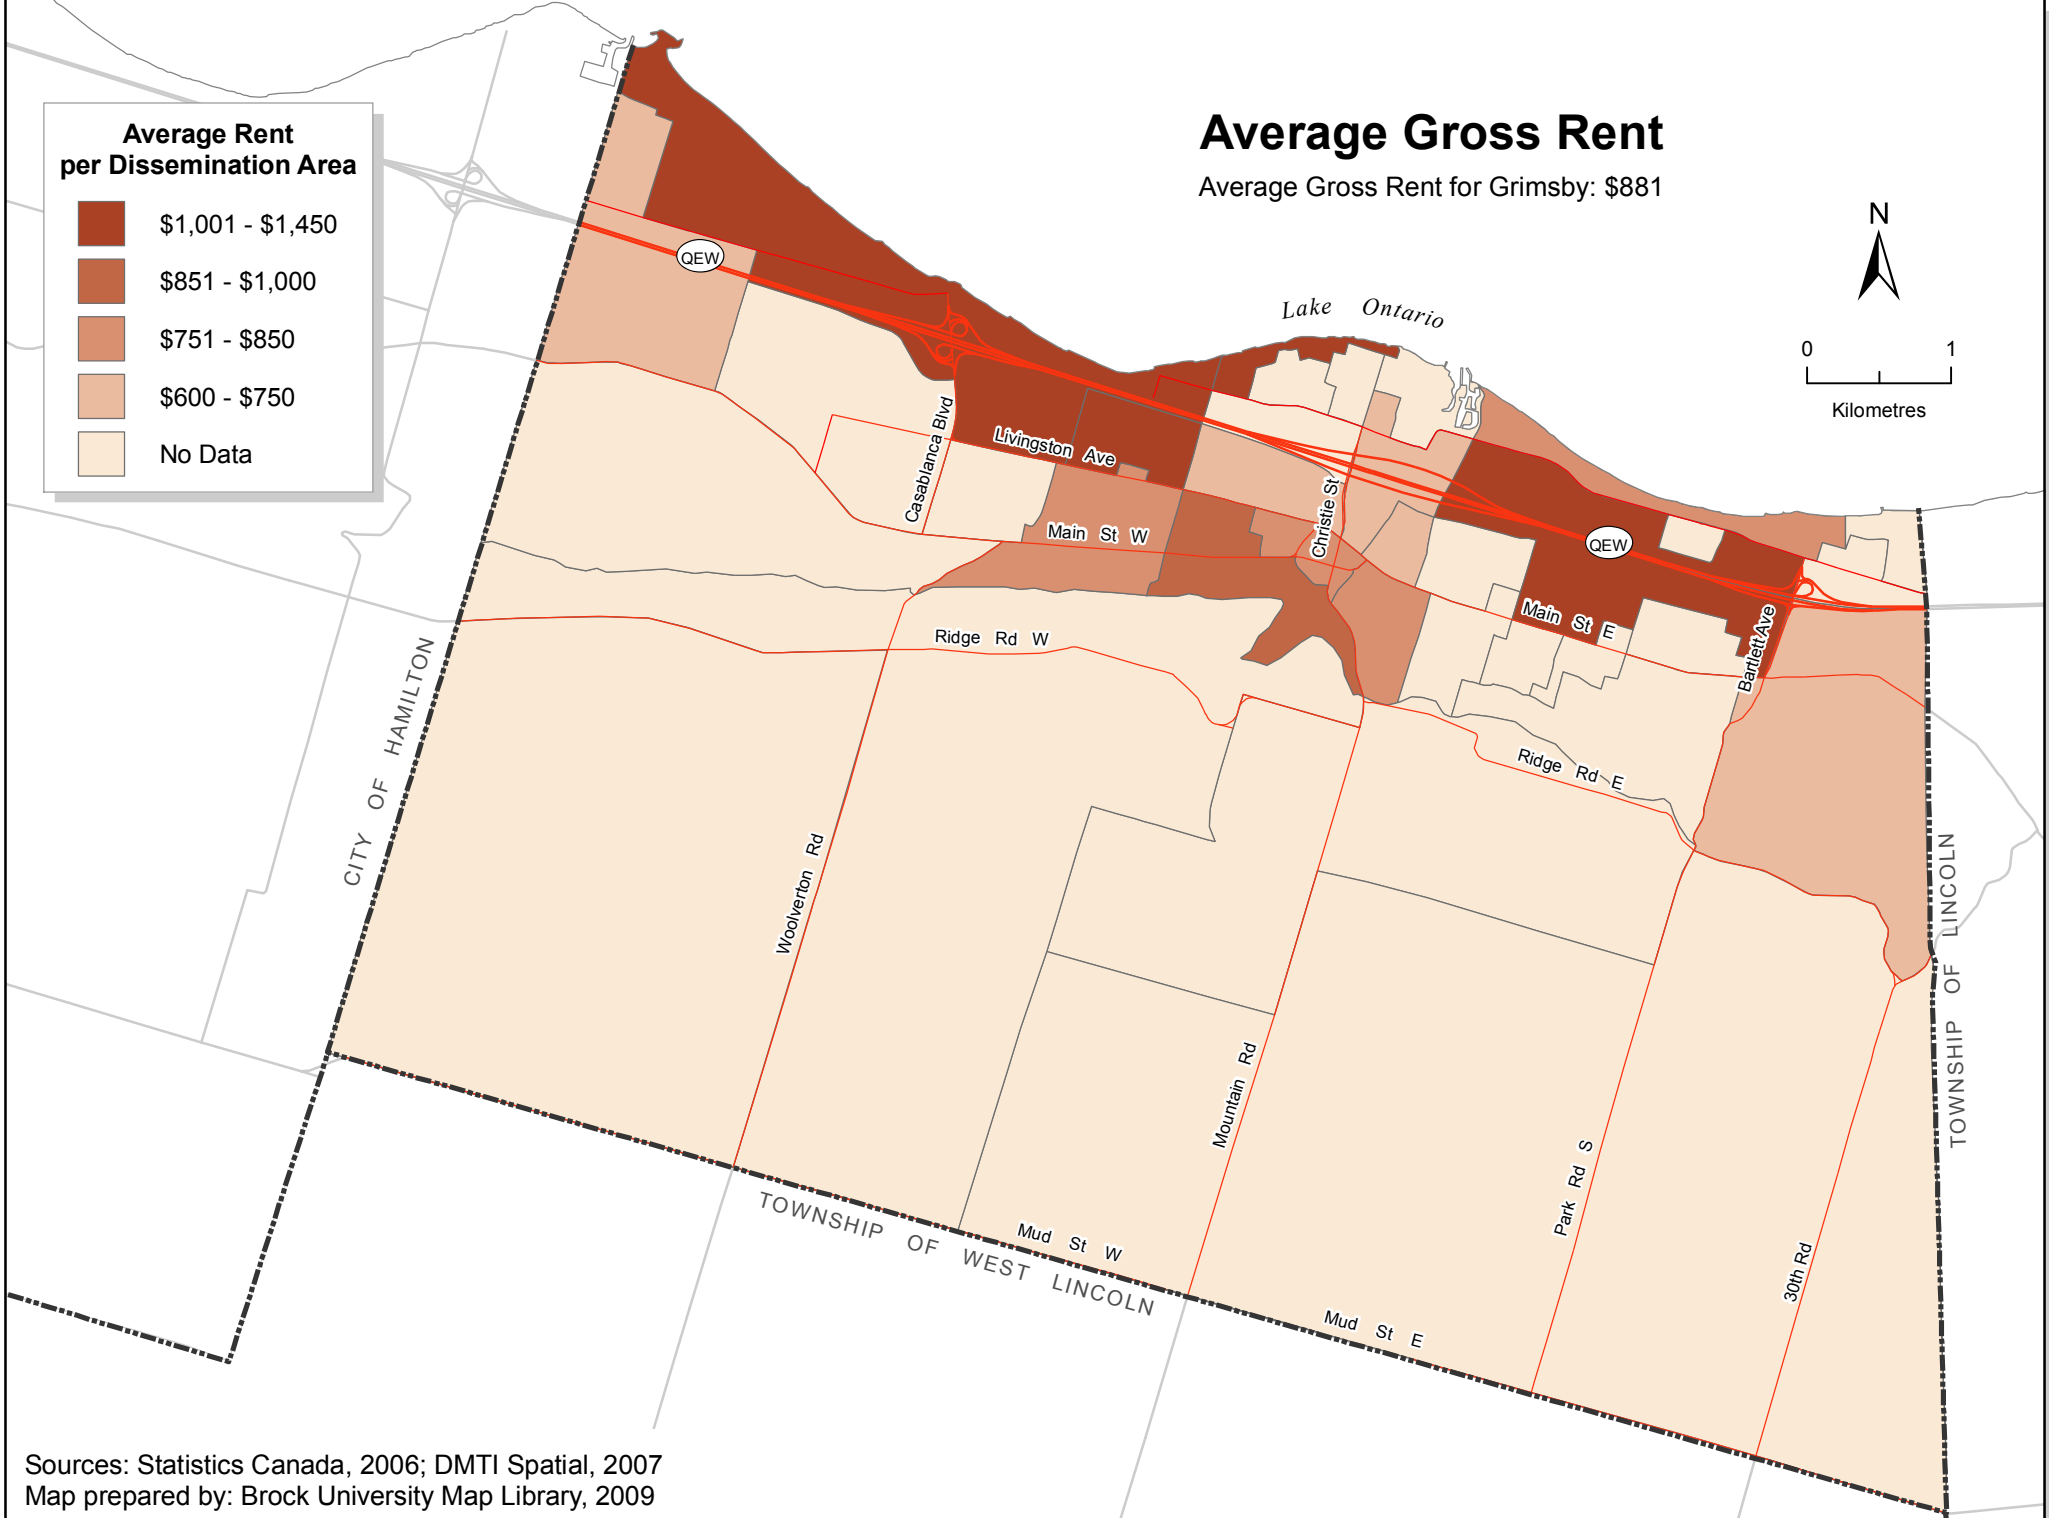 Average Gross Rent
Average Gross Rent for Grimsby: $881
Average Rent
per Dissemination Area
$1,001 - $1,450
$851 - $1,000
$751 - $850
$600 - $750
No Data
N
0 1
Kilometres
Lake Ontario
QEW
QEW
Casablanca Blvd
Livingston Ave
Christie St
Main St W
Main St E
Bartlett Ave
Ridge Rd W
Ridge Rd E
Woolverton Rd
Mountain Rd
Park Rd S
30th Rd
Mud St W
Mud St E
CITY OF HAMILTON
TOWNSHIP OF LINCOLN
TOWNSHIP OF WEST LINCOLN
Sources: Statistics Canada, 2006; DMTI Spatial, 2007
Map prepared by: Brock University Map Library, 2009